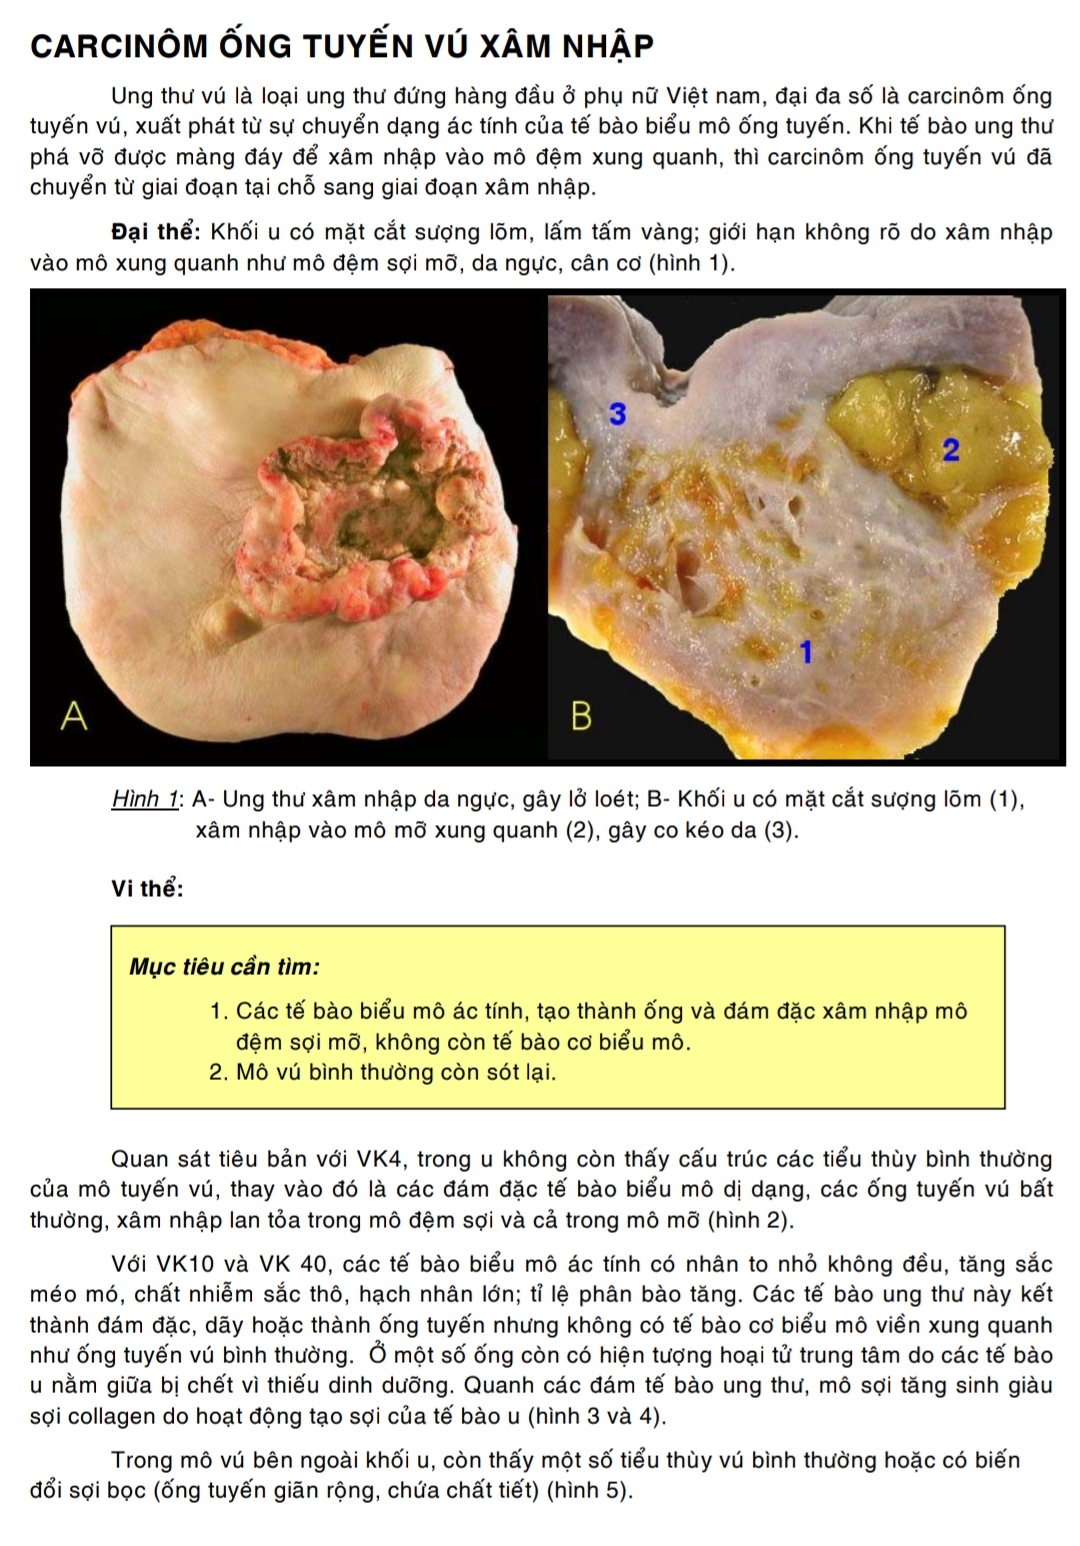 CARCINÔM ỐNG TUYẾN VÚ XÂM NHẬP
Ung thư vú là loại ung thư đứng hàng đầu ở phụ nữ Việt nam, đại đa số là carcinôm ống
tuyến vú, xuất phát từ sự chuyển dạng ác tính của tế bào biểu mô ống tuyến. Khi tế bào ung thư
phá vỡ được màng đáy để xâm nhập vào mô đệm xung quanh, thì carcinôm ống tuyến vú đã
chuyển từ giai đoạn tại chỗ sang giai đoạn xâm nhập.
Đại thể: Khối u có mặt cắt sượng lõm, lấm tấm vàng; giới hạn không rõ do xâm nhập
vào mô xung quanh như mô đệm sợi mỡ, da ngực, cân cơ (hình 1).
3
2
1
A
B
Hình 1: A- Ung thư xâm nhập da ngực, gây lở loét; B- Khối u có mặt cắt sượng lõm (1),
xâm nhập vào mô mỡ xung quanh (2), gây co kéo da (3).
Vi thể:
Mục tiêu cần tìm:
1. Các tế bào biểu mô ác tính, tạo thành ống và đám đặc xâm nhập mô
đệm sợi mỡ, không còn tế bào cơ biểu mô.
2. Mô vú bình thường còn sót lại.
Quan sát tiêu bản với VK4, trong u không còn thấy cấu trúc các tiểu thùy bình thường
của mô tuyến vú, thay vào đó là các đám đặc tế bào biểu mô dị dạng, các ống tuyến vú bất
thường, xâm nhập lan tỏa trong mô đệm sợi và cả trong mô mỡ (hình 2).
Với VK10 và VK 40, các tế bào biểu mô ác tính có nhân to nhỏ không đều, tăng sắc
méo mó, chất nhiễm sắc thô, hạch nhân lớn; tỉ lệ phân bào tăng. Các tế bào ung thư này kết
thành đám đặc, dãy hoặc thành ống tuyến nhưng không có tế bào cơ biểu mô viền xung quanh
như ống tuyến vú bình thường. Ở một số ống còn có hiện tượng hoại tử trung tâm do các tế bào
u nằm giữa bị chết vì thiếu dinh dưỡng. Quanh các đám tế bào ung thư, mô sợi tăng sinh giàu
sợi collagen do hoạt động tạo sợi của tế bào u (hình 3 và 4).
Trong mô vú bên ngoài khối u, còn thấy một số tiểu thùy vú bình thường hoặc có biến
đổi sợi bọc (ống tuyến giãn rộng, chứa chất tiết) (hình 5).